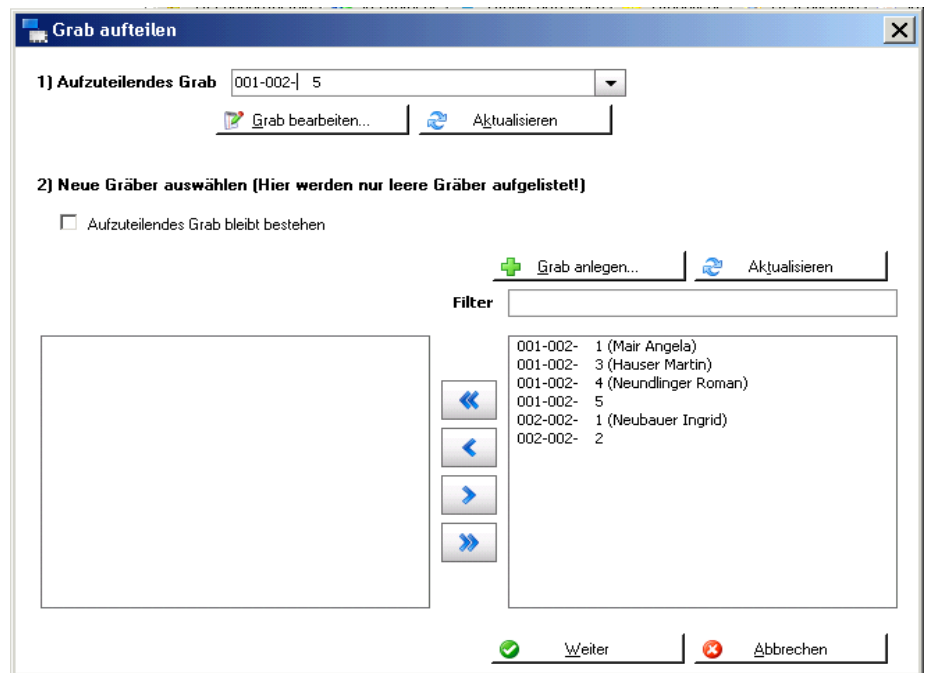 Grab aufteilen
1) Aufzuteilendes Grab 001-002- 5
Grab bearbeiten... Aktualisieren
2) Neue Gräber auswählen (Hier werden nur leere Gräber aufgelistet!)
Aufzuteilendes Grab bleibt bestehen
Grab anlegen... Aktualisieren
Filter
001-002- 1 (Mair Angela)
001-002- 3 (Hauser Martin)
001-002- 4 (Neundlinger Roman)
001-002- 5
002-002- 1 (Neubauer Ingrid)
002-002- 2
Weiter Abbrechen